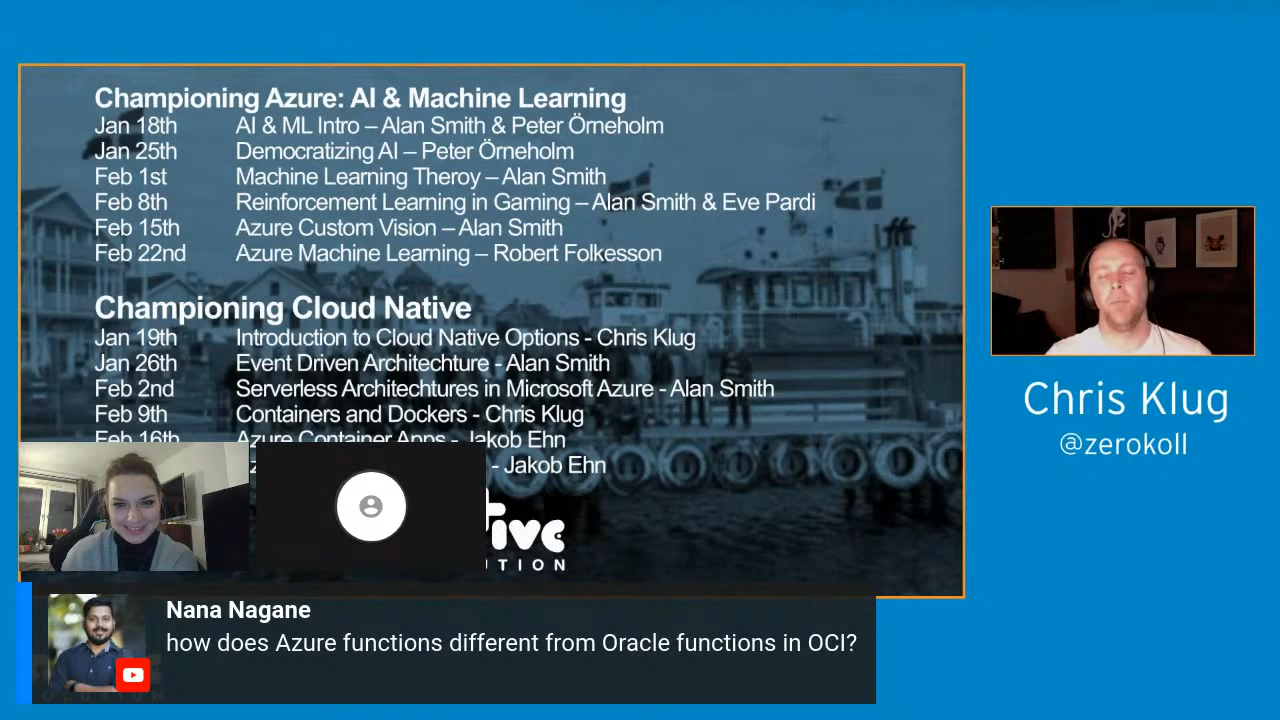 Championing Azure: AI & Machine Learning
Jan 18th AI & ML Intro – Alan Smith & Peter Örneholm
Jan 25th Democratizing AI – Peter Örneholm
Feb 1st Machine Learning Theroy – Alan Smith
Feb 8th Reinforcement Learning in Gaming – Alan Smith & Eve Pardi
Feb 15th Azure Custom Vision – Alan Smith
Feb 22nd Azure Machine Learning – Robert Folkesson
Championing Cloud Native
Jan 19th Introduction to Cloud Native Options - Chris Klug
Jan 26th Event Driven Architechture - Alan Smith
Feb 2nd Serverless Architechtures in Microsoft Azure - Alan Smith
Feb 9th Containers and Dockers - Chris Klug
Feb 16th Azure Container Apps - Jakob Ehn
- Jakob Ehn
Chris Klug
@zerokoll
Nana Nagane
how does Azure functions different from Oracle functions in OCI?